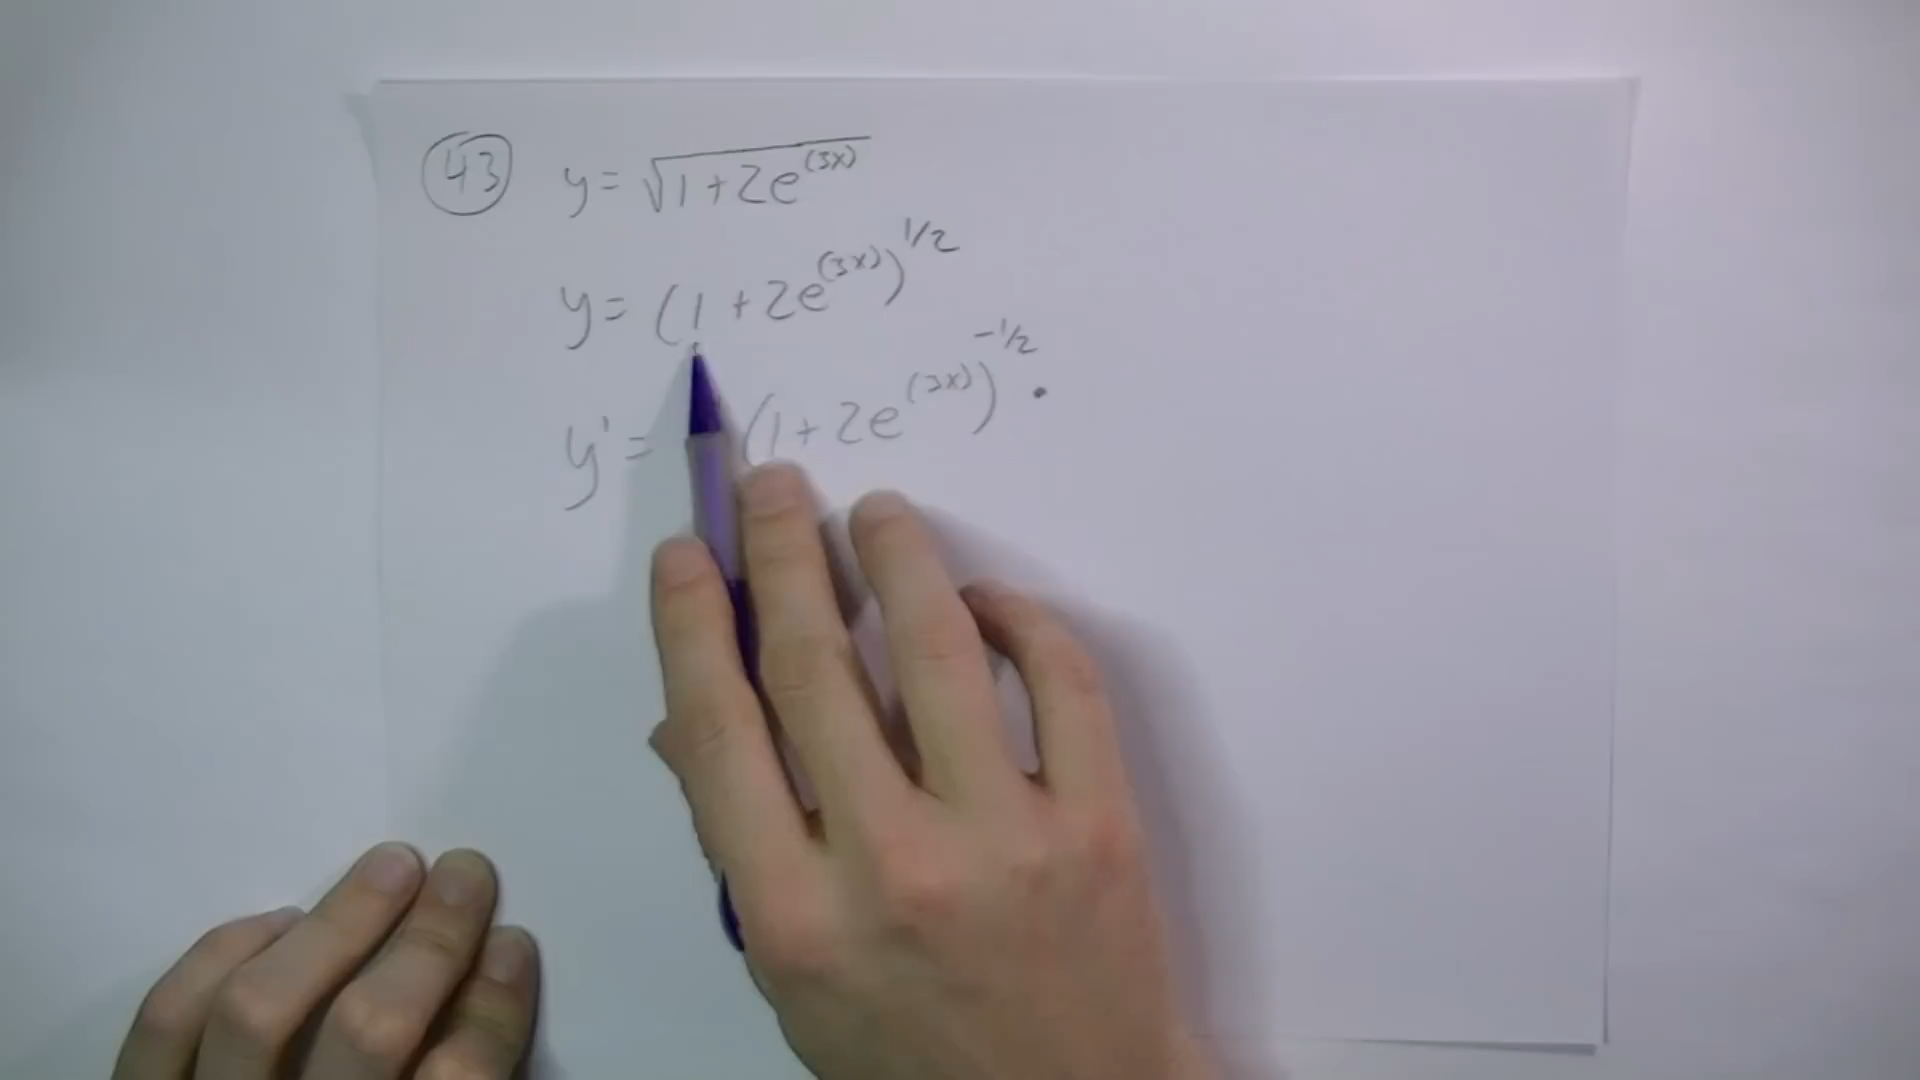 43 y = √1 + 2e^(3x)
y = (1 + 2e^(3x))^1/2
y' = (1 + 2e^(3x))^-1/2 ·